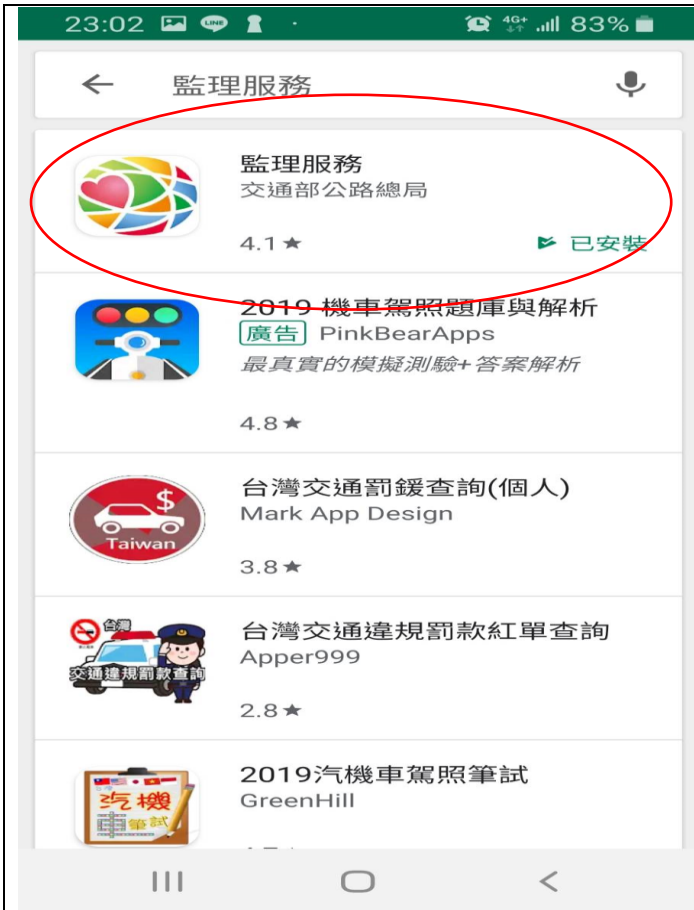 23:02 LINE 4G+ 83%
監理服務
監理服務
交通部公路總局
4.1★ 已安裝
2019 機車駕照題庫與解析
廣告 PinkBearApps
最真實的模擬測驗+答案解析
4.8★
台灣交通罰鍰查詢(個人)
Mark App Design
$
Taiwan
3.8★
台灣交通違規罰款紅單查詢
台灣
Apper999
交通違規罰款查詢
2.8★
2019汽機車駕照筆試
GreenHill
汽機
車筆試